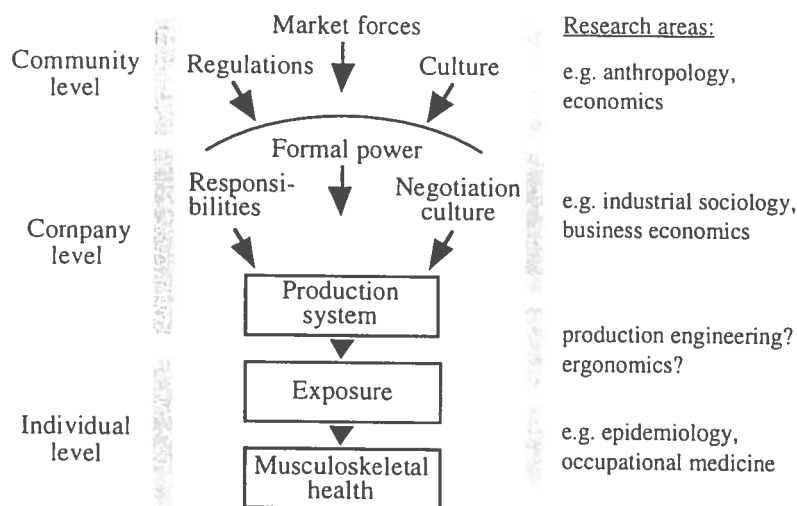 Market forces
Regulations
Culture
Community
level
Formal power
Responsi-
bilities
Negotiation
culture
Company
level
Production
system
Exposure
Individual
level
Musculoskeletal
health
Research areas:
e.g. anthropology,
economics
e.g. industrial sociology,
business economics
production engineering?
ergonomics?
e.g. epidemiology,
occupational medicine